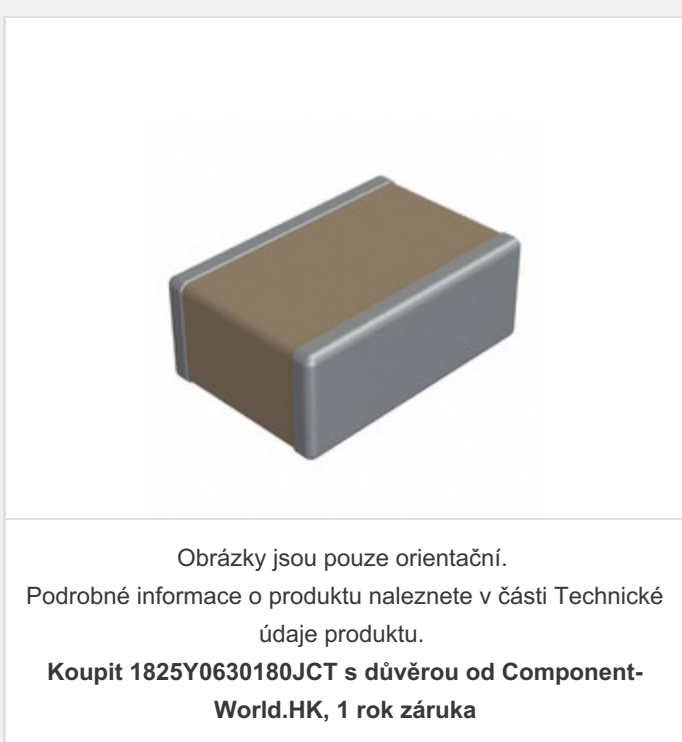 Obrázky jsou pouze orientační.
Podrobné informace o produktu naleznete v části Technické
údaje produktu.
Koupit 1825Y0630180JCT s důvěrou od Component-
World.HK, 1 rok záruka